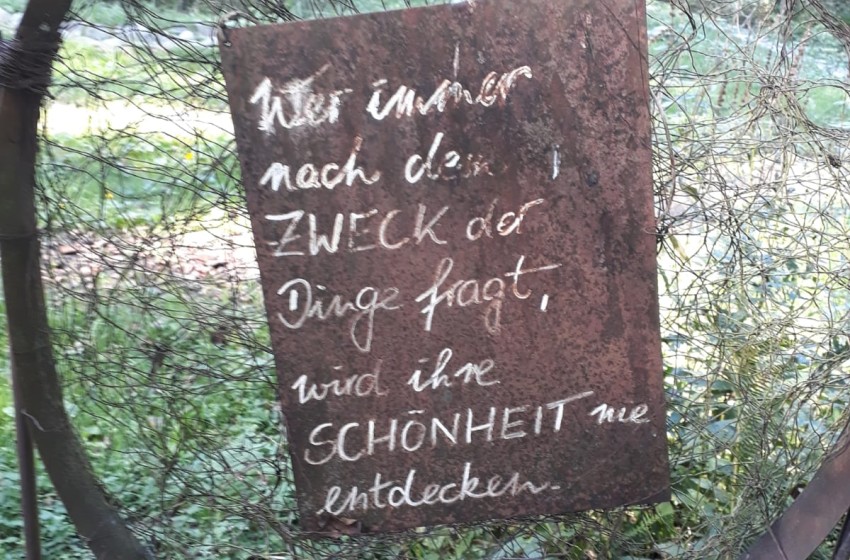 Wer immer
nach dem
ZWECK der
Dinge fragt,
wird ihre
SCHÖNHEIT nie
entdecken.